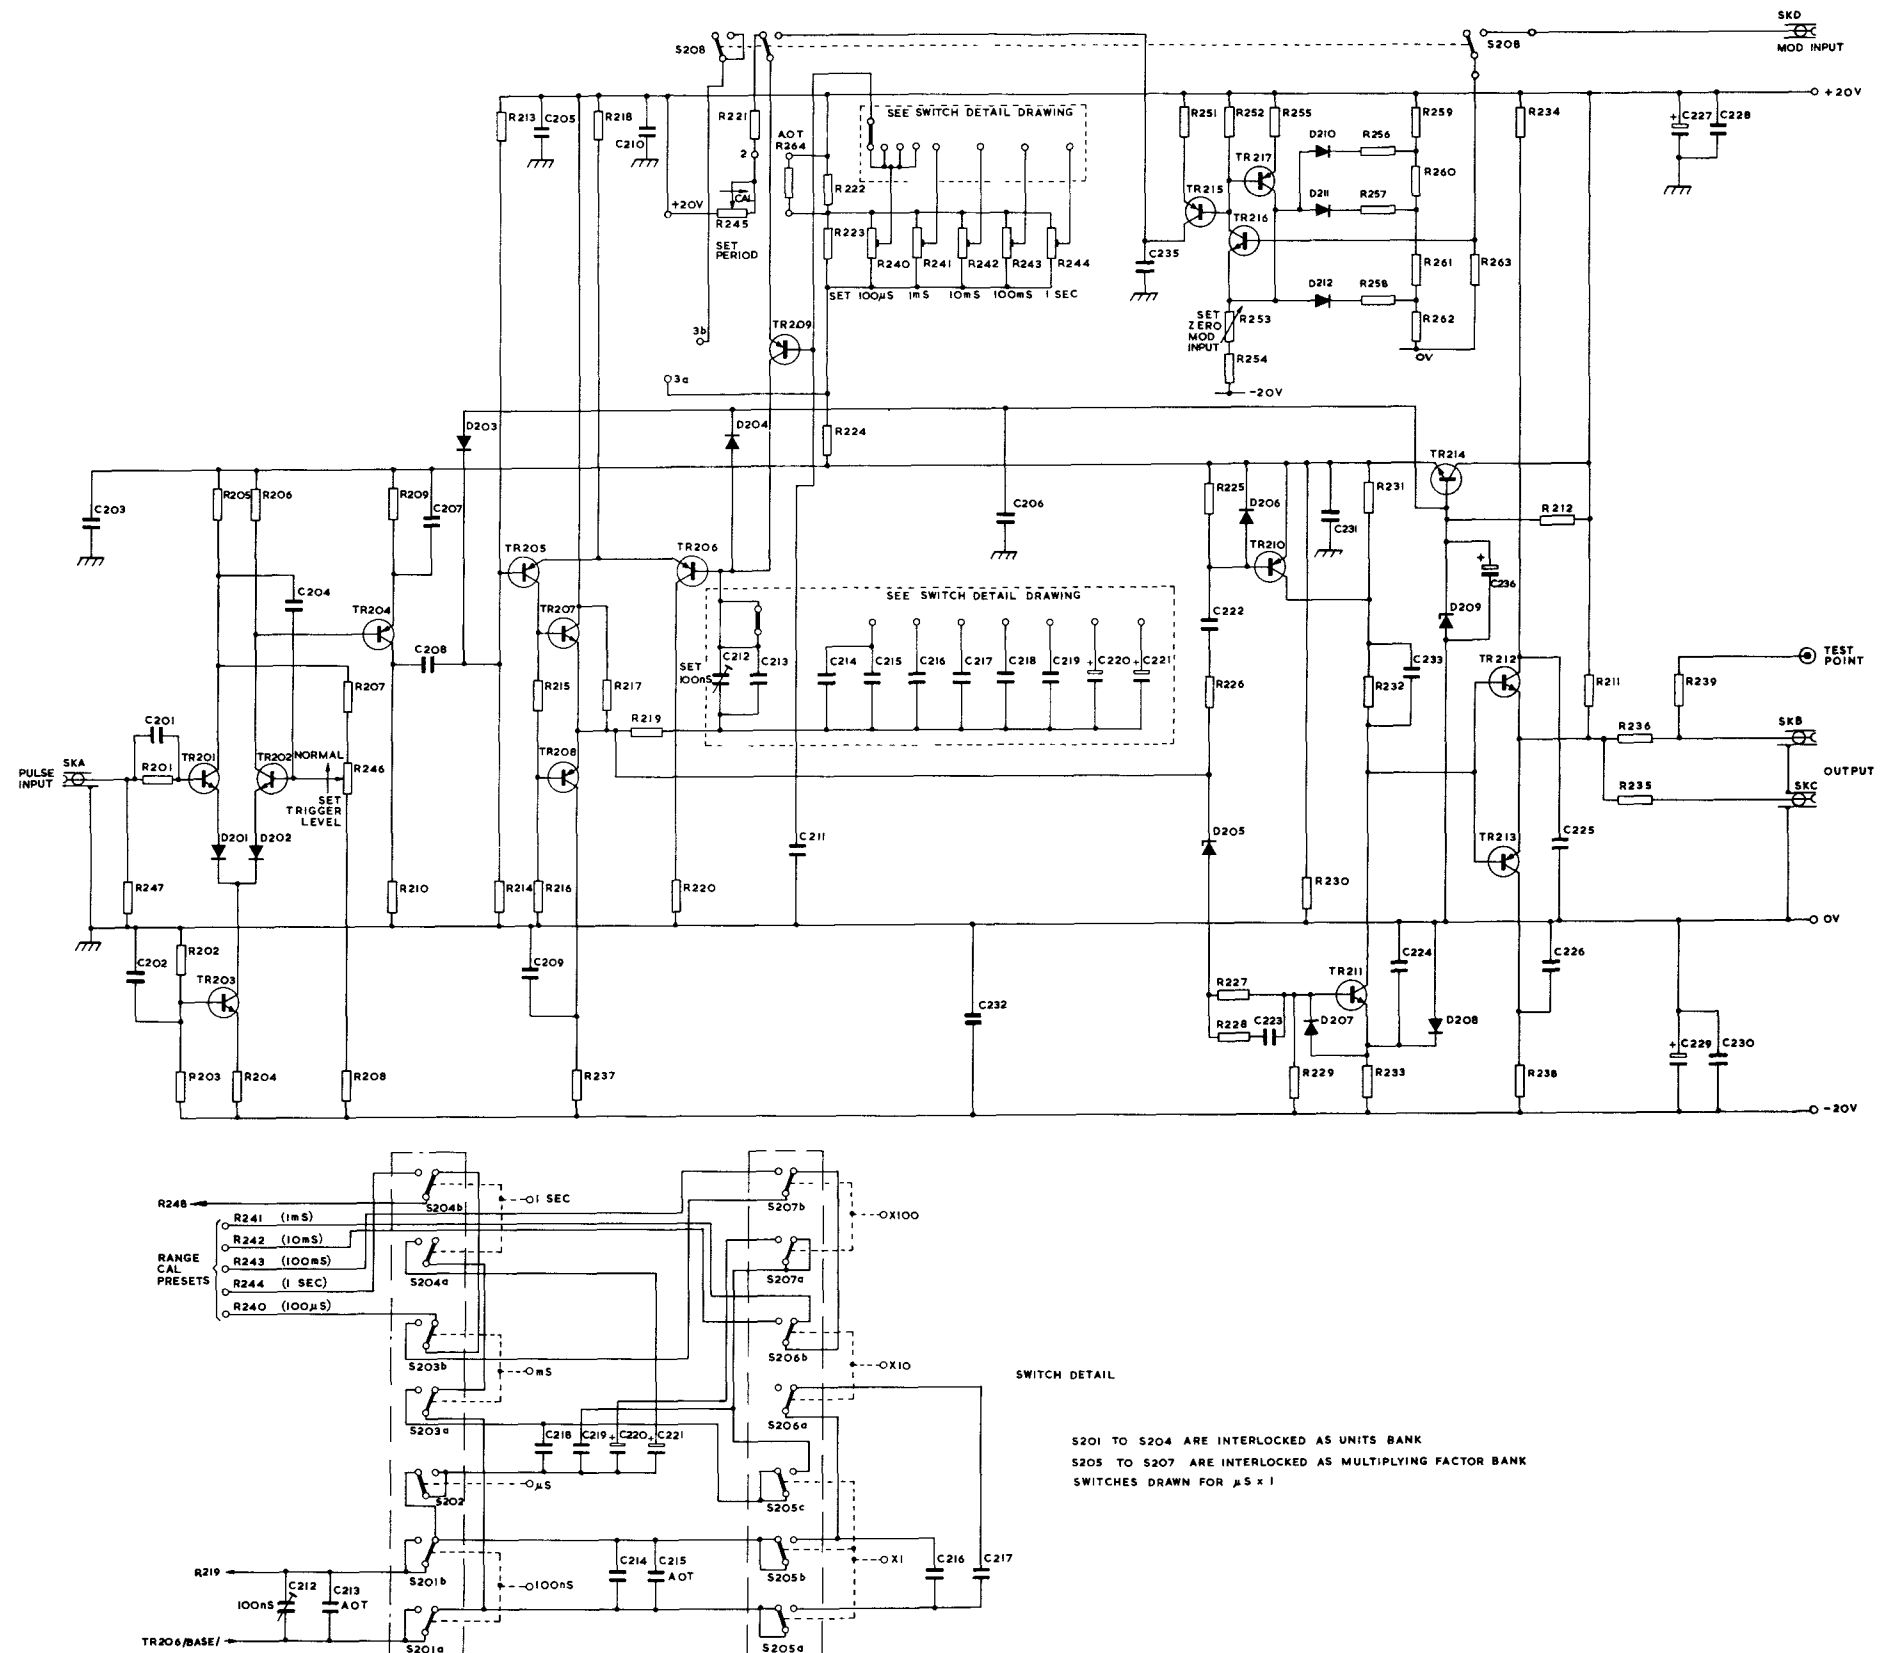 SKD
MOD INPUT
S208
S208
+20V
R213
C205
R218
C210
R221
2
CAL
+20V
R245
SET
PERIOD
AOT
R264
R222
R223
SEE SWITCH DETAIL DRAWING
R240
R241
R242
R243
R244
SET 100µS 1mS 10mS 100mS 1 SEC
R251
R252
R255
D210
R256
R259
R234
C227
+
C228
TR217
R260
D211
R257
TR215
TR216
C235
R261
R263
D212
R258
SET
ZERO
MOD
INPUT
R253
R262
R254
0V
-20V
3b
TR209
3a
D203
D204
R224
TR214
C203
R205
R206
R209
C207
C206
R225
D206
C231
R231
R212
TR205
TR206
TR210
+
C236
C204
TR204
TR207
SEE SWITCH DETAIL DRAWING
C222
D209
C208
R207
R215
R217
SET
100nS
C212
C213
C214
C215
C216
C217
C218
C219
+
C220
+
C221
R226
C233
R232
TR212
R211
R239
TEST
POINT
C201
R219
R236
SKB
SKA
PULSE
INPUT
R201
TR201
TR202
NORMAL
R246
SET
TRIGGER
LEVEL
TR208
OUTPUT
R235
SKC
D201
D202
C211
D205
TR213
C225
R247
R210
R214
R216
R220
R230
0V
C202
R202
TR203
C209
C232
R227
TR211
C224
C226
R228
C223
D207
D208
+
C229
C230
R203
R204
R208
R237
R229
R233
R238
-20V
R248
S204b
1 SEC
S207b
X100
R241 (1mS)
R242 (10mS)
R243 (100mS)
R244 (1 SEC)
R240 (100µS)
RANGE
CAL
PRESETS
S204a
S207a
S203b
mS
S206b
X10
SWITCH DETAIL
S203a
S206a
C218
C219
+
C220
+
C221
S202
µS
S205c
S201 TO S204 ARE INTERLOCKED AS UNITS BANK
S205 TO S207 ARE INTERLOCKED AS MULTIPLYING FACTOR BANK
SWITCHES DRAWN FOR µS x 1
R219
C212
100nS
C213
AOT
S201b
100nS
C214
C215
AOT
S205b
X1
C216
C217
TR206/BASE/
S201a
S205a